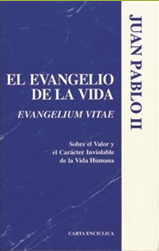 JUAN PABLO II
EL EVANGELIO
DE LA VIDA
EVANGELIUM VITAE
Sobre el Valor y
el Carácter Inviolable
de la Vida Humana
CARTA ENCICLICA